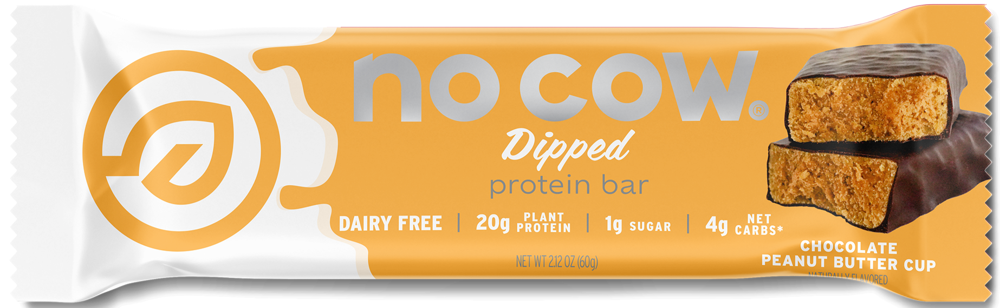 no cow.®
Dipped
protein bar
DAIRY FREE | 20g PLANT PROTEIN | 1g SUGAR | 4g NET CARBS*
NET WT 2.12 OZ (60g)
CHOCOLATE
PEANUT BUTTER CUP
NATURALLY FLAVORED